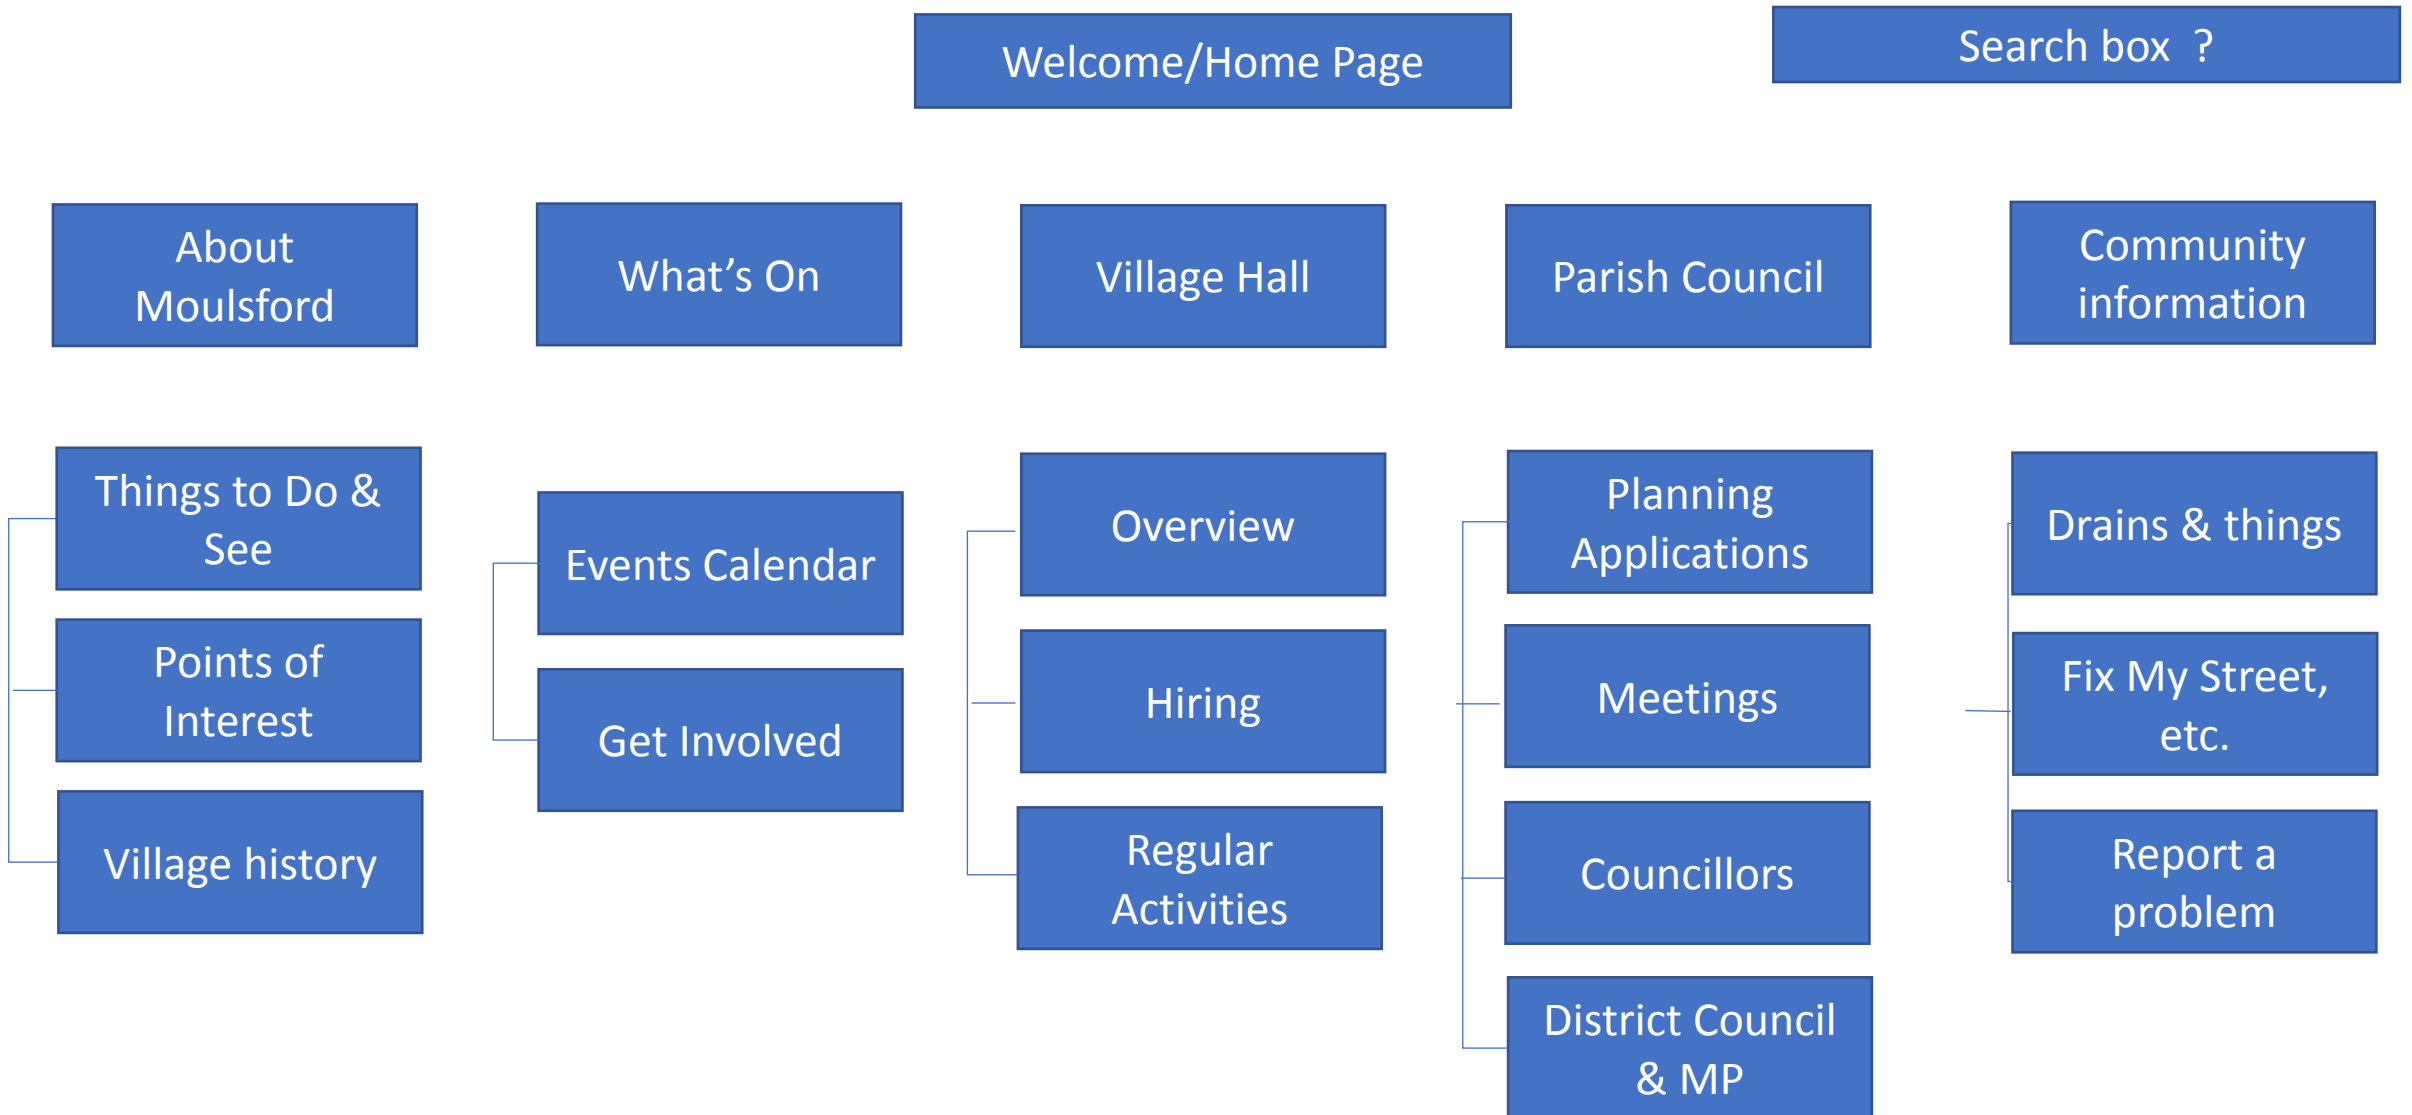 Welcome/Home Page
Search box ?
About
Moulsford
What’s On
Village Hall
Parish Council
Community
information
Things to Do &
See
Points of
Interest
Village history
Events Calendar
Get Involved
Overview
Hiring
Regular
Activities
Planning
Applications
Meetings
Councillors
District Council
& MP
Drains & things
Fix My Street,
etc.
Report a
problem